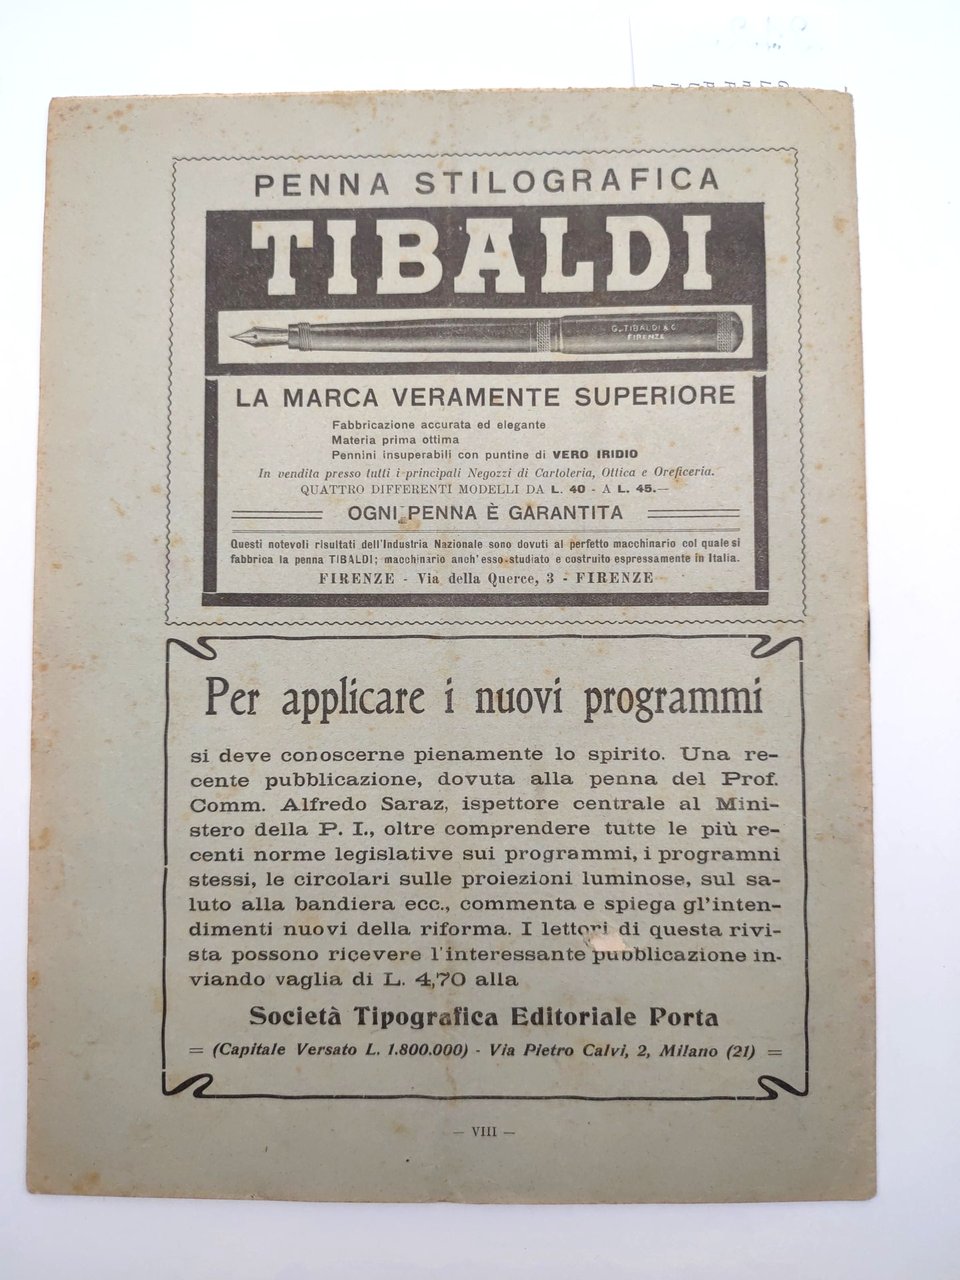 PENNA STILOGRAFICA
TIBALDI
G. TIBALDI & C
FIRENZE
LA MARCA VERAMENTE SUPERIORE
Fabbricazione accurata ed elegante
Materia prima ottima
Pennini insuperabili con puntine di VERO IRIDIO
In vendita presso tutti i principali Negozi di Cartoleria, Ottica e Oreficeria.
QUATTRO DIFFERENTI MODELLI DA L. 40 - A L. 45.—
OGNI PENNA È GARANTITA
Questi notevoli risultati dell'Industria Nazionale sono dovuti al perfetto macchinario col quale si
fabbrica la penna TIBALDI; macchinario anch'esso studiato e costruito espressamente in Italia.
FIRENZE - Via della Querce, 3 - FIRENZE
Per applicare i nuovi programmi
si deve conoscerne pienamente lo spirito. Una re-
cente pubblicazione, dovuta alla penna del Prof.
Comm. Alfredo Saraz, ispettore centrale al Mini-
stero della P. I., oltre comprendere tutte le più re-
centi norme legislative sui programmi, i programni
stessi, le circolari sulle proiezioni luminose, sul sa-
luto alla bandiera ecc., commenta e spiega gl'inten-
dimenti nuovi della riforma. I lettori di questa rivi-
sta possono ricevere l'interessante pubblicazione in-
viando vaglia di L. 4,70 alla
Società Tipografica Editoriale Porta
= (Capitale Versato L. 1.800.000) - Via Pietro Calvi, 2, Milano (21) =
— VIII —